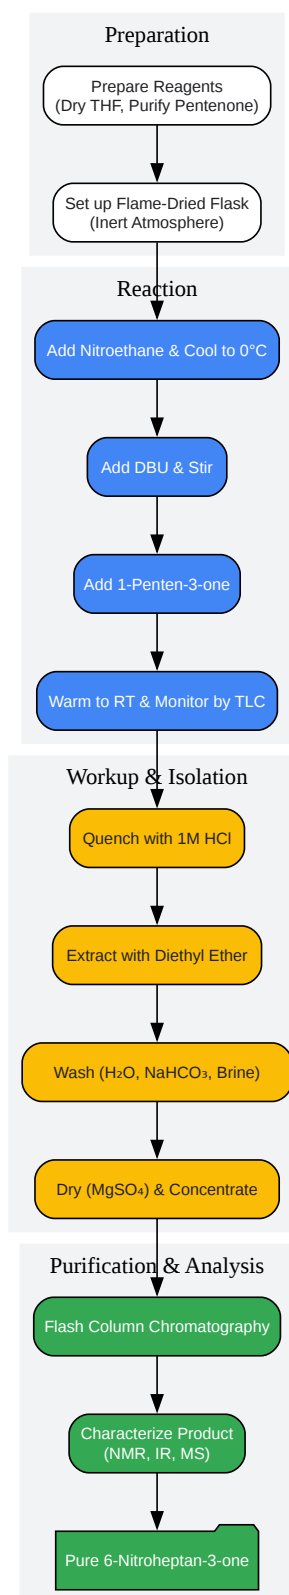 Preparation
Prepare Reagents
(Dry THF, Purify Pentenone)
Set up Flame-Dried Flask
(Inert Atmosphere)
Reaction
Add Nitroethane & Cool to 0°C
Add DBU & Stir
Add 1-Penten-3-one
Warm to RT & Monitor by TLC
Workup & Isolation
Quench with 1M HCl
Extract with Diethyl Ether
Wash (H₂O, NaHCO₃, Brine)
Dry (MgSO₄) & Concentrate
Purification & Analysis
Flash Column Chromatography
Characterize Product
(NMR, IR, MS)
Pure 6-Nitroheptan-3-one